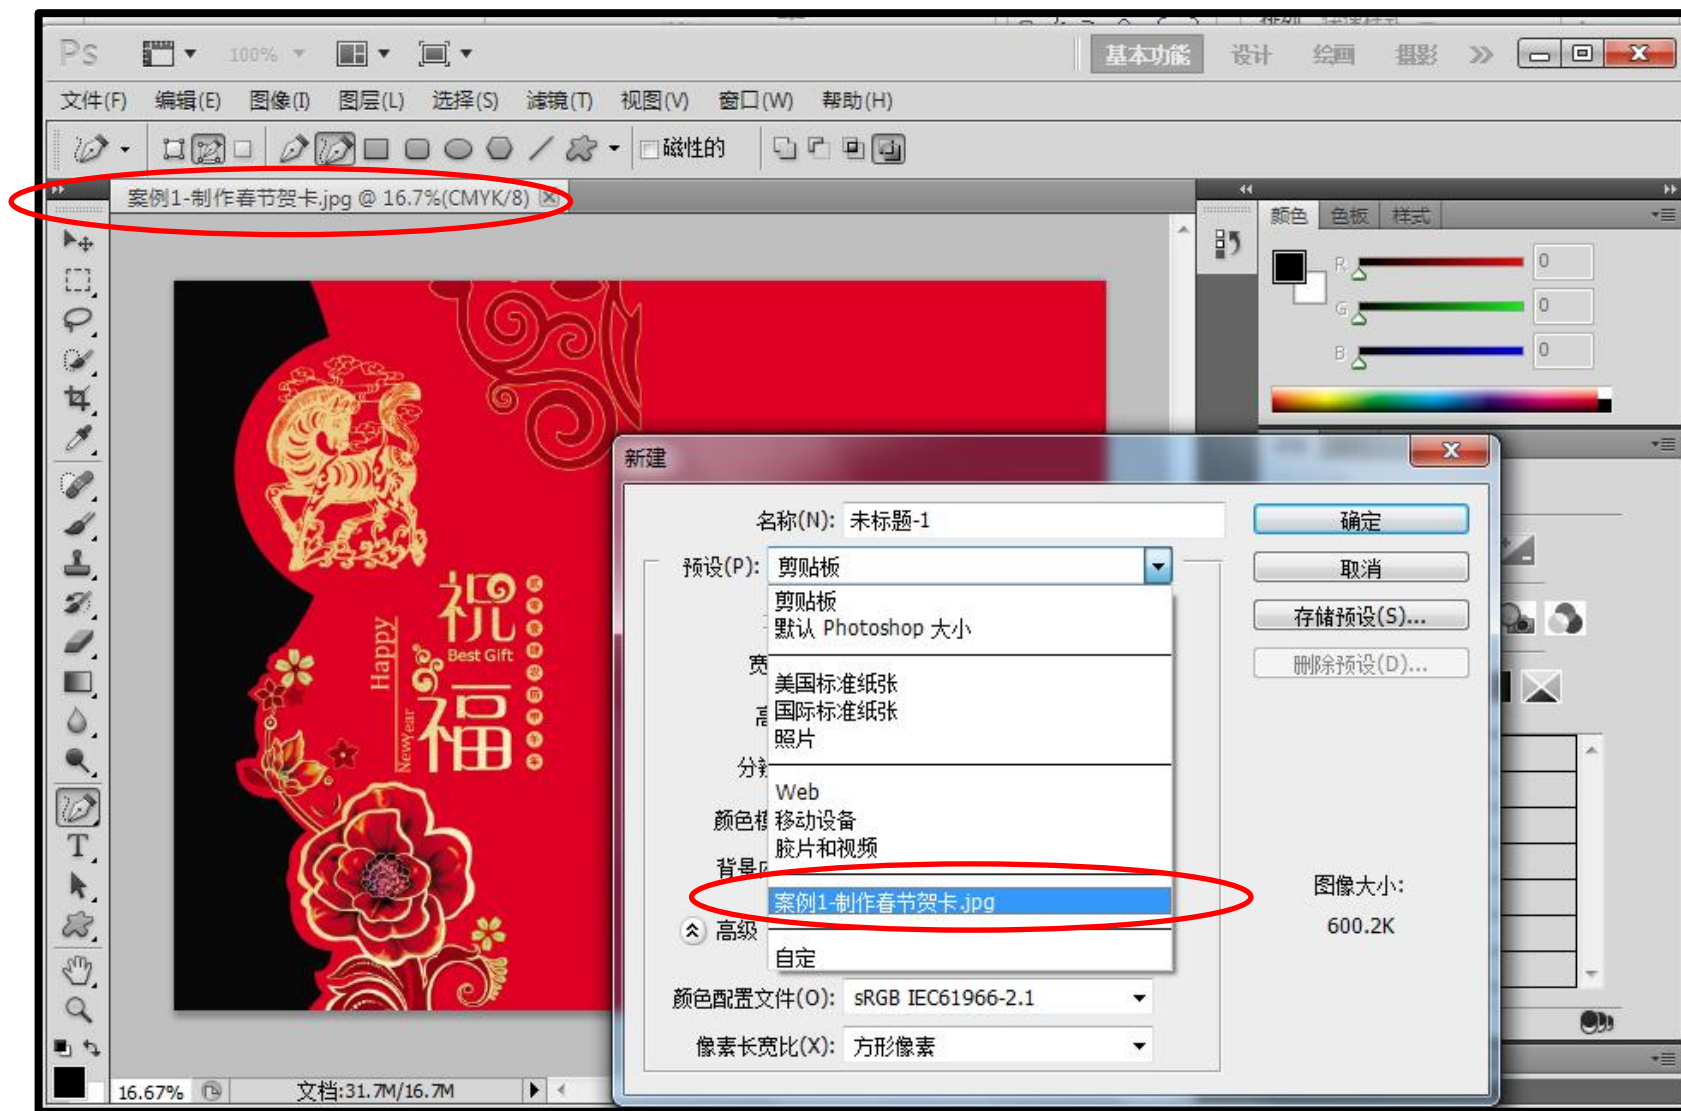 Ps 100% 基本功能 设计 绘画 摄影
文件(F) 编辑(E) 图像(I) 图层(L) 选择(S) 滤镜(T) 视图(V) 窗口(W) 帮助(H)
磁性的
案例1-制作春节贺卡.jpg @ 16.7%(CMYK/8)
颜色 色板 样式
R 0
G 0
B 0
祝福
Happy
Newyear
Best Gift
新建
名称(N): 未标题-1
确定
预设(P): 剪贴板
取消
剪贴板
默认 Photoshop 大小
存储预设(S)...
宽
美国标准纸张
删除预设(D)...
高
国际标准纸张
照片
分
Web
颜色
移动设备
胶片和视频
背景
案例1-制作春节贺卡.jpg
图像大小:
高级
600.2K
自定
颜色配置文件(O): sRGB IEC61966-2.1
像素长宽比(X): 方形像素
16.67% 文档:31.7M/16.7M